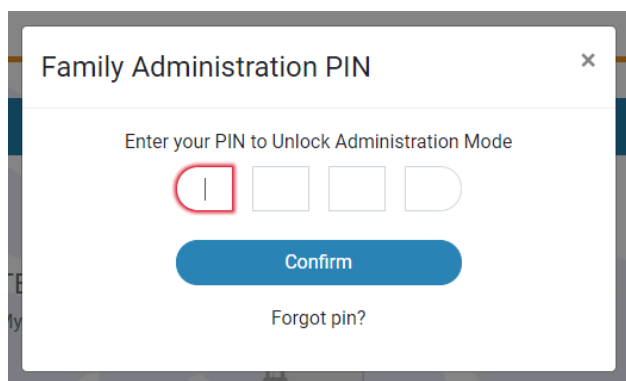 Family Administration PIN
×
Enter your PIN to Unlock Administration Mode
Confirm
Forgot pin?